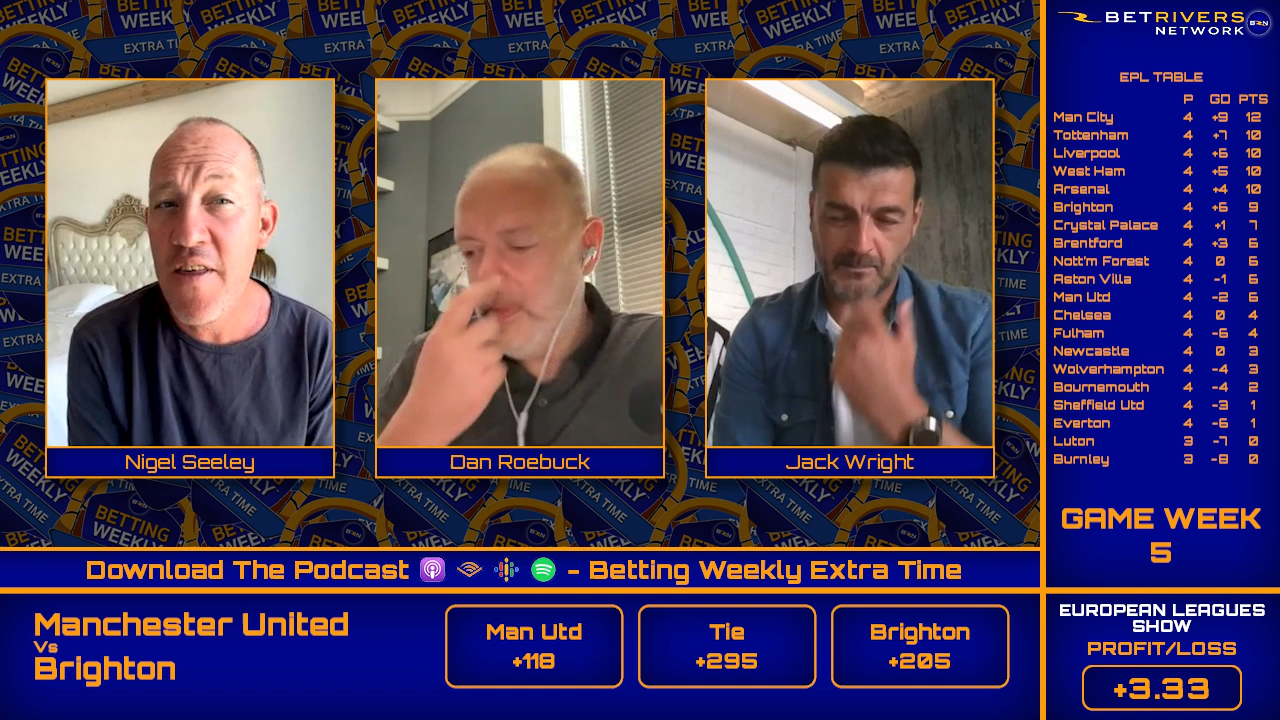 BETRIVERS
NETWORK
BRN
EPL TABLE
P GD PTS
Man City 4 +9 12
Tottenham 4 +7 10
Liverpool 4 +6 10
West Ham 4 +5 10
Arsenal 4 +4 10
Brighton 4 +6 9
Crystal Palace 4 +1 7
Brentford 4 +3 6
Nott'm Forest 4 0 6
Aston Villa 4 -1 6
Man Utd 4 -2 6
Chelsea 4 0 4
Fulham 4 -6 4
Newcastle 4 0 3
Wolverhampton 4 -4 3
Bournemouth 4 -4 2
Sheffield Utd 4 -3 1
Everton 4 -6 1
Luton 3 -7 0
Burnley 3 -8 0
Nigel Seeley
Dan Roebuck
Jack Wright
BETTING
WEEKLY
EXTRA TIME
GAME WEEK
5
Download The Podcast - Betting Weekly Extra Time
Manchester United
Vs
Brighton
Man Utd
+118
Tie
+295
Brighton
+205
EUROPEAN LEAGUES
SHOW
PROFIT/LOSS
+3.33